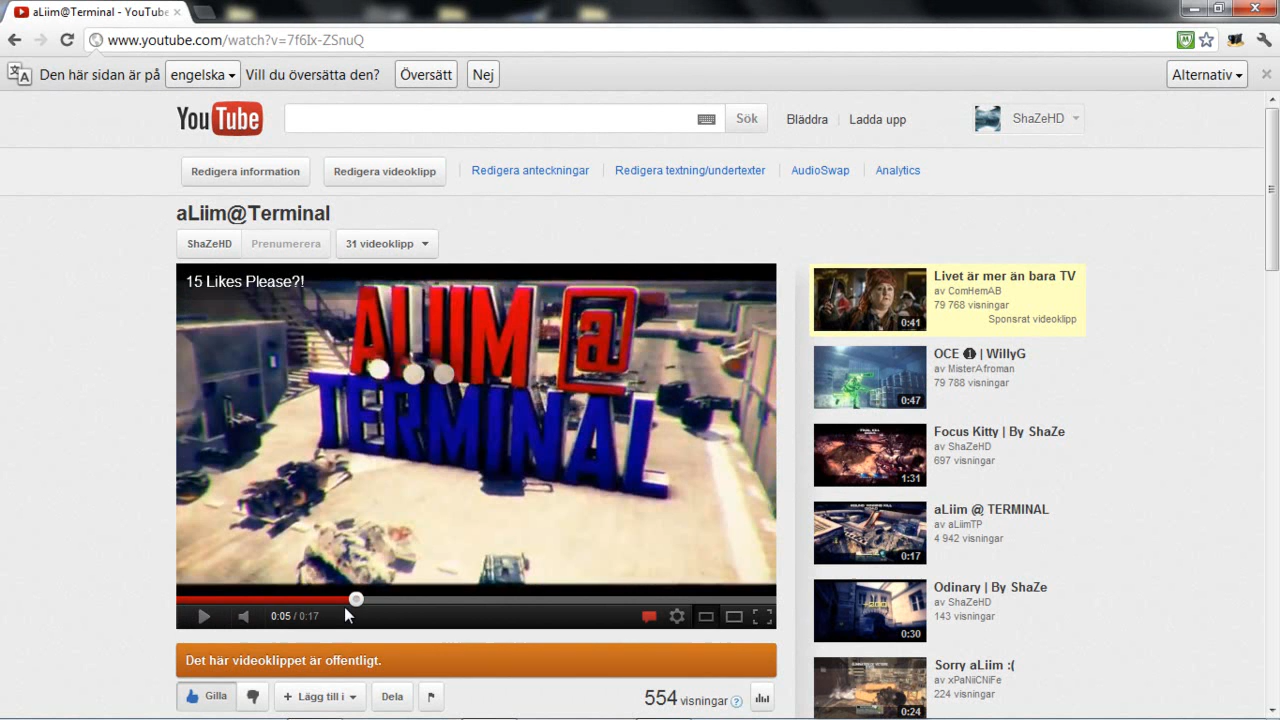 aLiim@Terminal - YouTube
www.youtube.com/watch?v=7f6Ix-ZSnuQ
Den här sidan är på engelska Vill du översätta den? Översätt Nej Alternativ
YouTube Sök Bläddra Ladda upp ShaZeHD
Redigera information Redigera videoklipp Redigera anteckningar Redigera textning/undertexter AudioSwap Analytics
aLiim@Terminal
ShaZeHD Prenumerera 31 videoklipp
15 Likes Please?!
ALIIM @
TERMINAL
0:05 / 0:17
Det här videoklippet är offentligt.
Gilla Lägg till i Dela 554 visningar
Livet är mer än bara TV
av ComHemAB
79 768 visningar
Sponsrat videoklipp
0:41
OCE ❶ | WillyG
av MisterAfroman
79 788 visningar
0:47
Focus Kitty | By ShaZe
av ShaZeHD
697 visningar
1:31
aLiim @ TERMINAL
av aLiimTP
4 942 visningar
0:17
Odinary | By ShaZe
av ShaZeHD
143 visningar
0:30
Sorry aLiim :(
av xPaNiiCNiFe
224 visningar
0:24